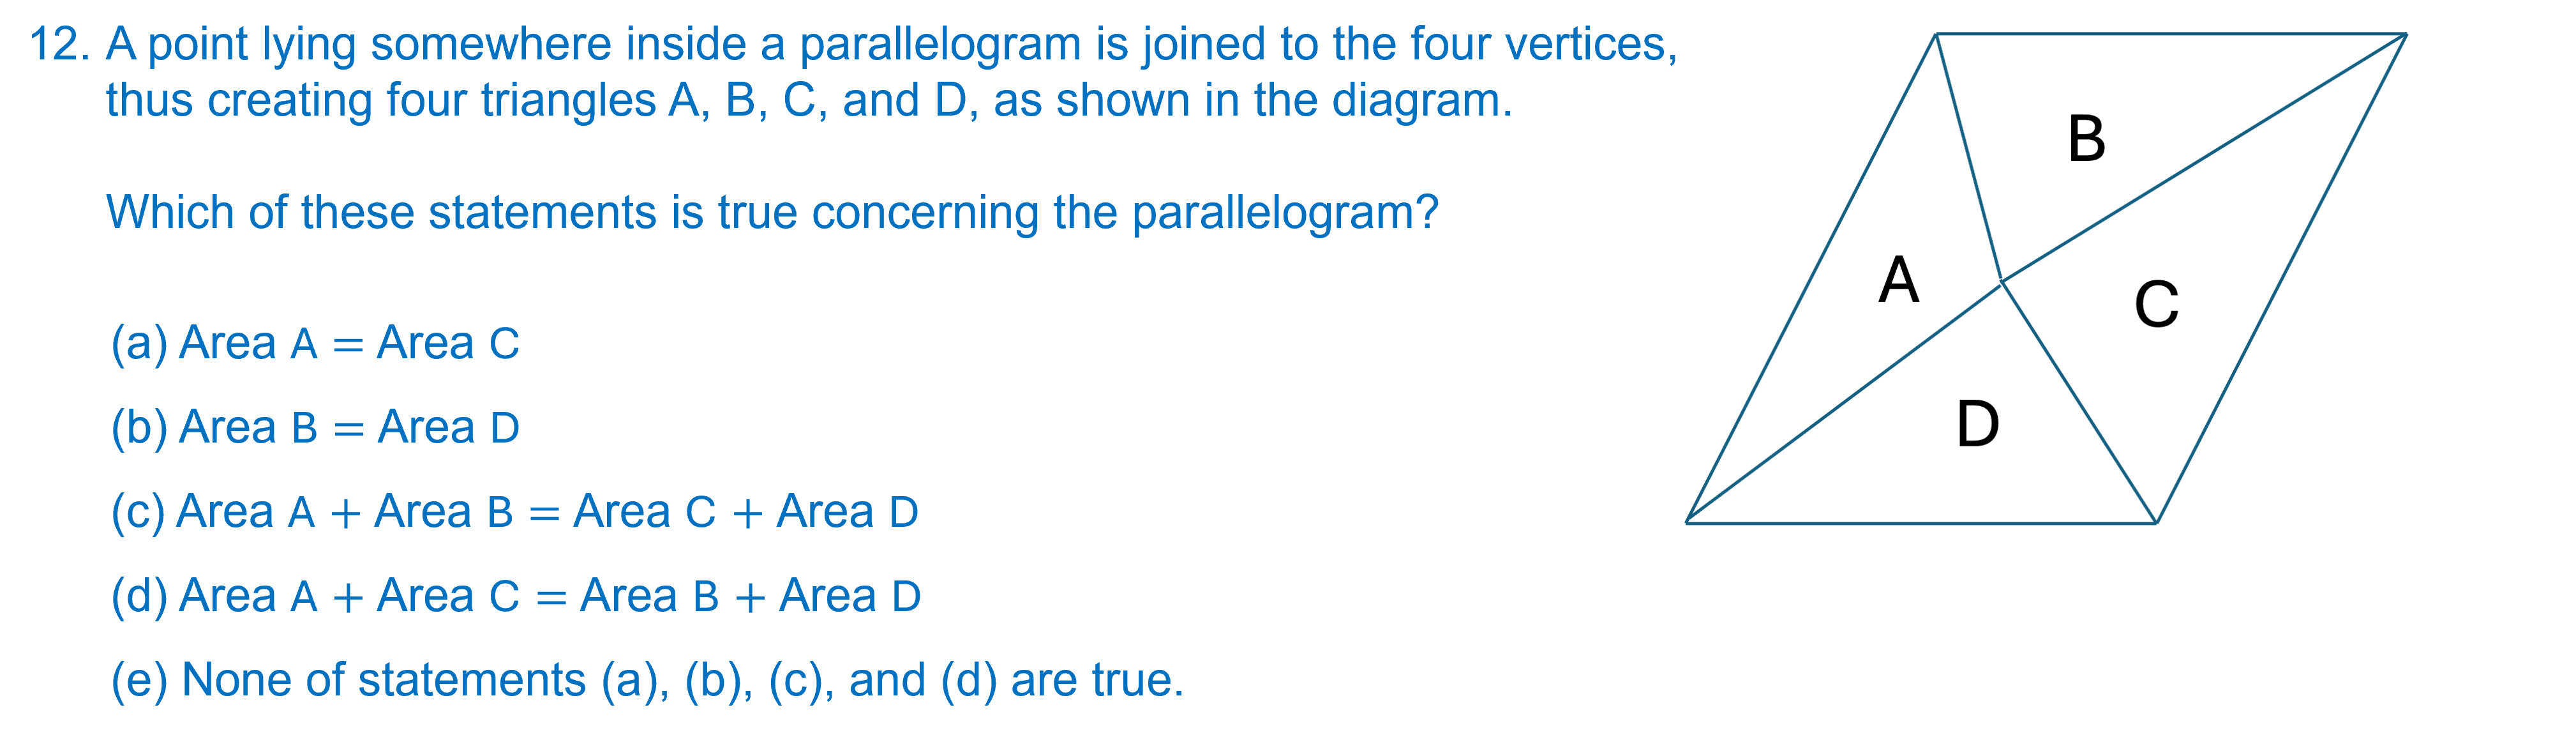 12. A point lying somewhere inside a parallelogram is joined to the four vertices,
thus creating four triangles A, B, C, and D, as shown in the diagram.
Which of these statements is true concerning the parallelogram?
(a) Area A = Area C
(b) Area B = Area D
(c) Area A + Area B = Area C + Area D
(d) Area A + Area C = Area B + Area D
(e) None of statements (a), (b), (c), and (d) are true.
B
A
C
D